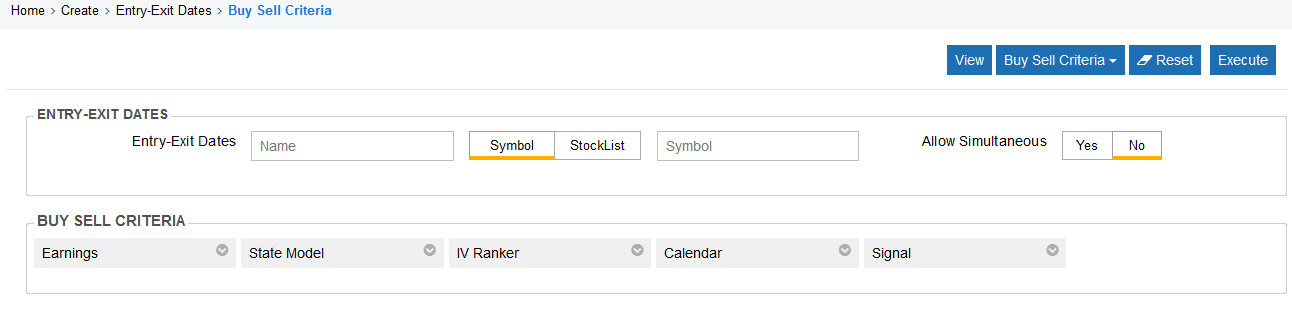 Home > Create > Entry-Exit Dates > Buy Sell Criteria
View Buy Sell Criteria Reset Execute
ENTRY-EXIT DATES
Entry-Exit Dates Name Symbol StockList Symbol Allow Simultaneous Yes No
BUY SELL CRITERIA
Earnings State Model IV Ranker Calendar Signal